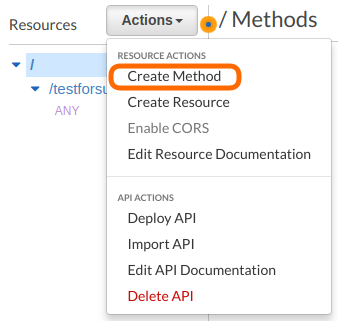 Resources
Actions
/ Methods
/
/testforsu
ANY
RESOURCE ACTIONS
Create Method
Create Resource
Enable CORS
Edit Resource Documentation
API ACTIONS
Deploy API
Import API
Edit API Documentation
Delete API